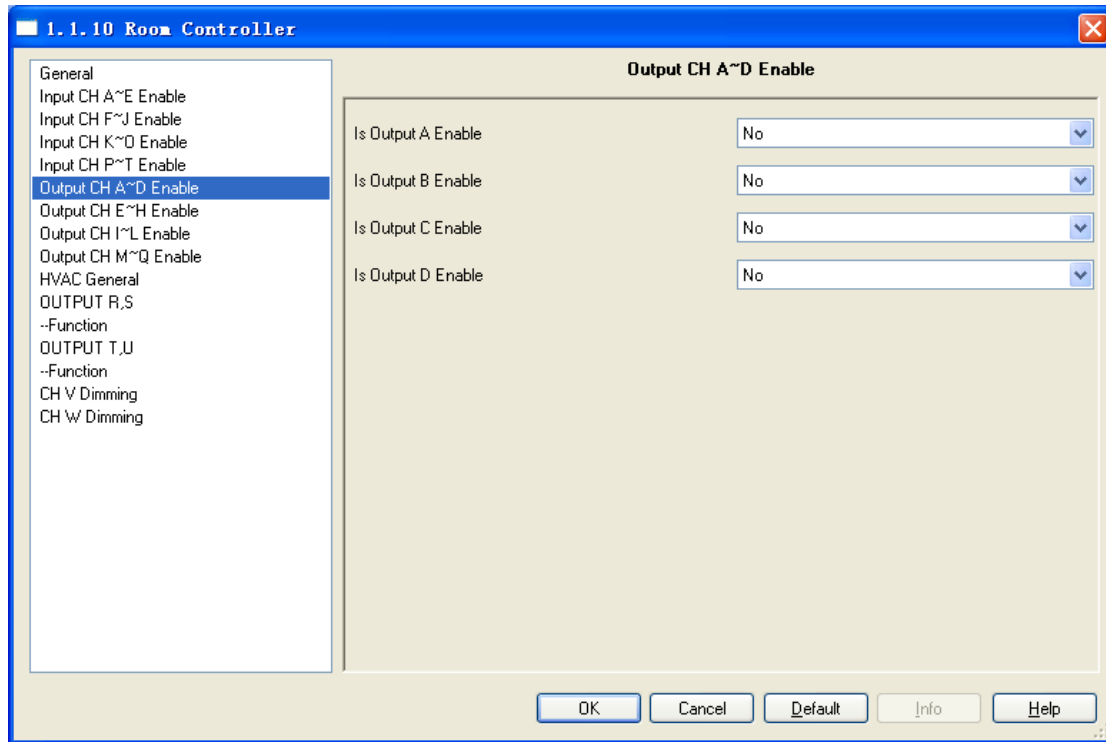 1.1.10 Room Controller
General
Input CH A~E Enable
Input CH F~J Enable
Input CH K~O Enable
Input CH P~T Enable
Output CH A~D Enable
Output CH E~H Enable
Output CH I~L Enable
Output CH M~Q Enable
HVAC General
OUTPUT R,S
--Function
OUTPUT T,U
--Function
CH V Dimming
CH W Dimming
Output CH A~D Enable
Is Output A Enable No
Is Output B Enable No
Is Output C Enable No
Is Output D Enable No
OK Cancel Default Info Help